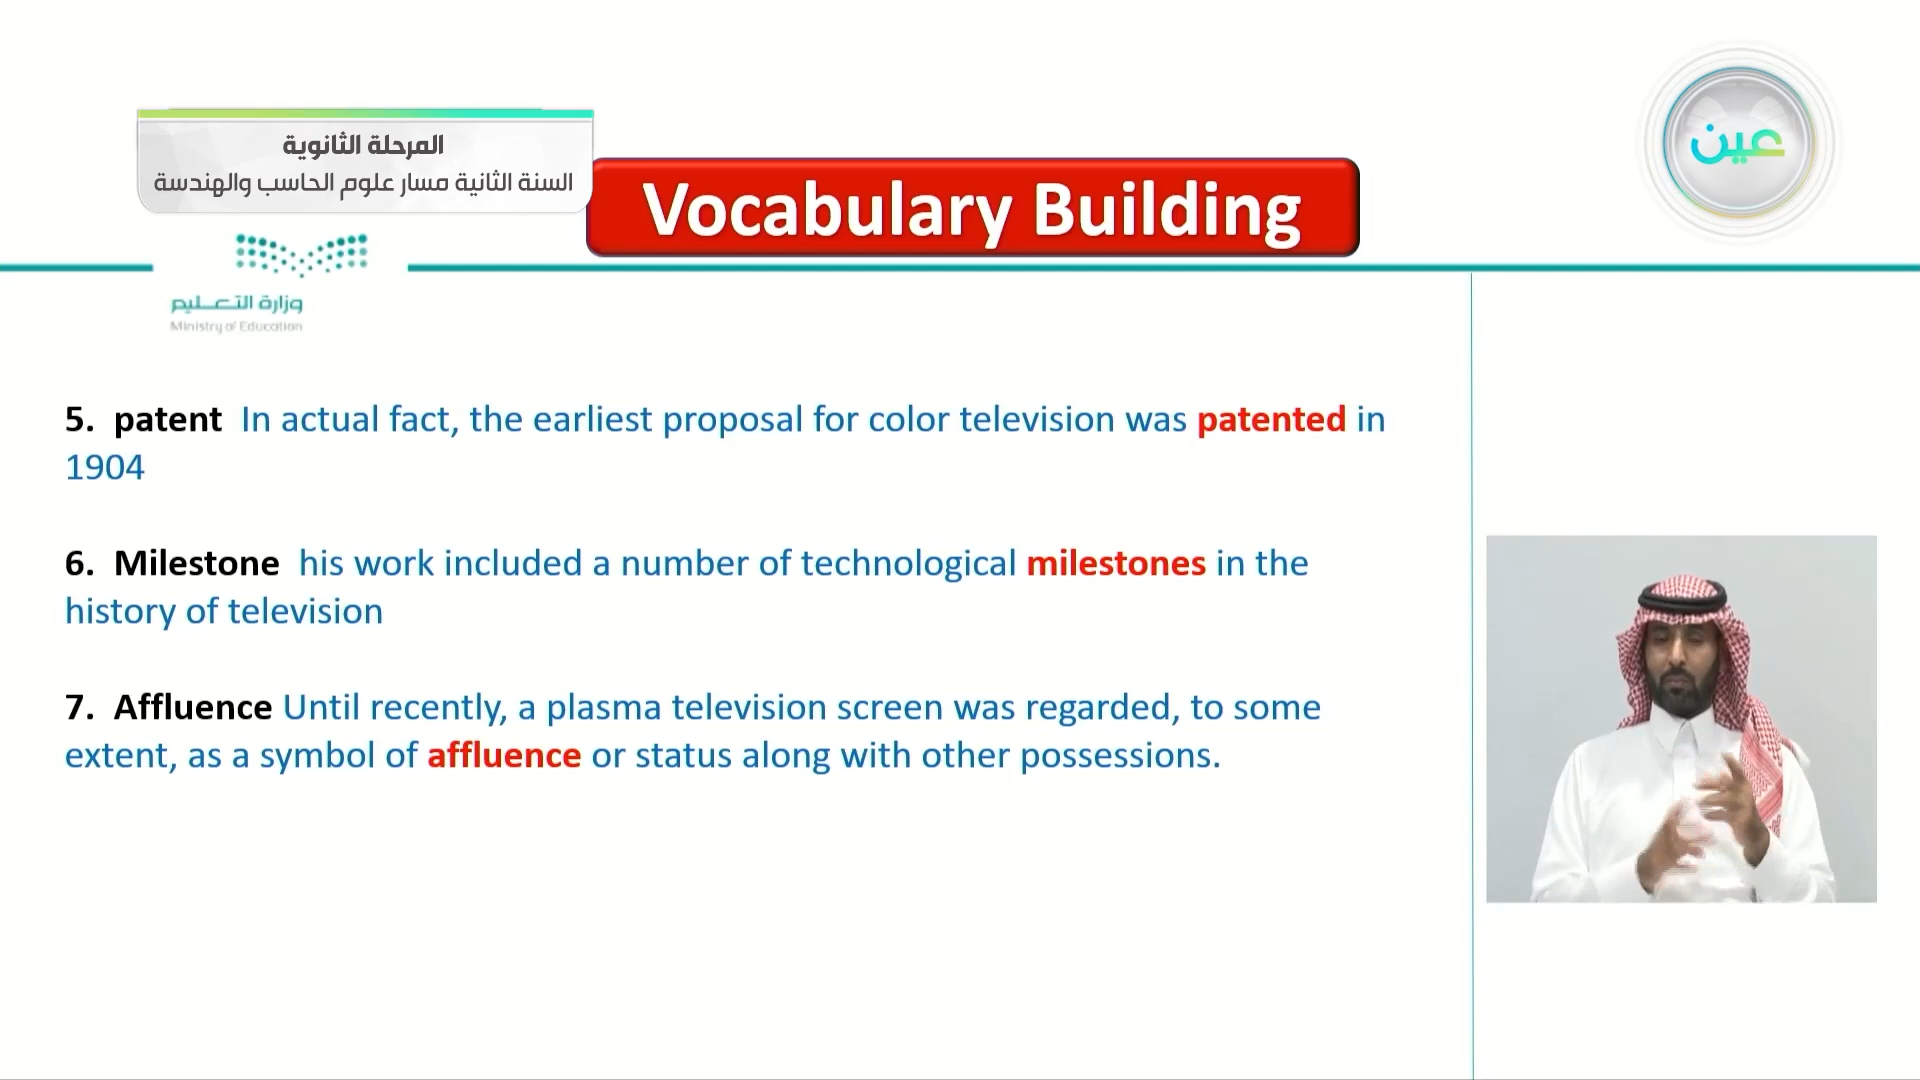 المرحلة الثانوية
السنة الثانية مسار علوم الحاسب والهندسة
عين
Vocabulary Building
وزارة التعليم
Ministry of Education
5. patent In actual fact, the earliest proposal for color television was patented in
1904
6. Milestone his work included a number of technological milestones in the
history of television
7. Affluence Until recently, a plasma television screen was regarded, to some
extent, as a symbol of affluence or status along with other possessions.